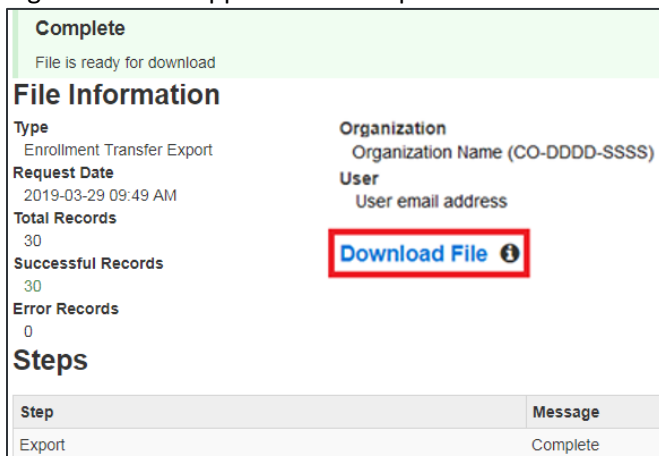 Complete
File is ready for download
File Information
Type
Enrollment Transfer Export
Request Date
2019-03-29 09:49 AM
Total Records
30
Successful Records
30
Error Records
0
Organization
Organization Name (CO-DDDD-SSSS)
User
User email address
Download File
Steps
Step Message
Export Complete